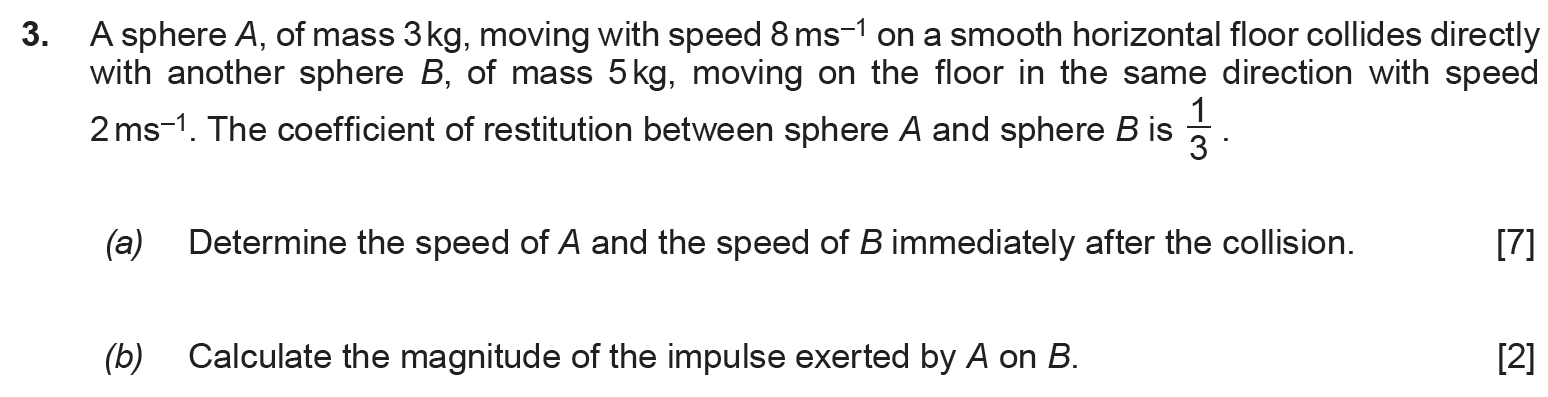 3. A sphere A, of mass 3 kg, moving with speed 8 ms⁻¹ on a smooth horizontal floor collides directly
with another sphere B, of mass 5 kg, moving on the floor in the same direction with speed
2 ms⁻¹. The coefficient of restitution between sphere A and sphere B is 1/3 .
(a) Determine the speed of A and the speed of B immediately after the collision. [7]
(b) Calculate the magnitude of the impulse exerted by A on B. [2]